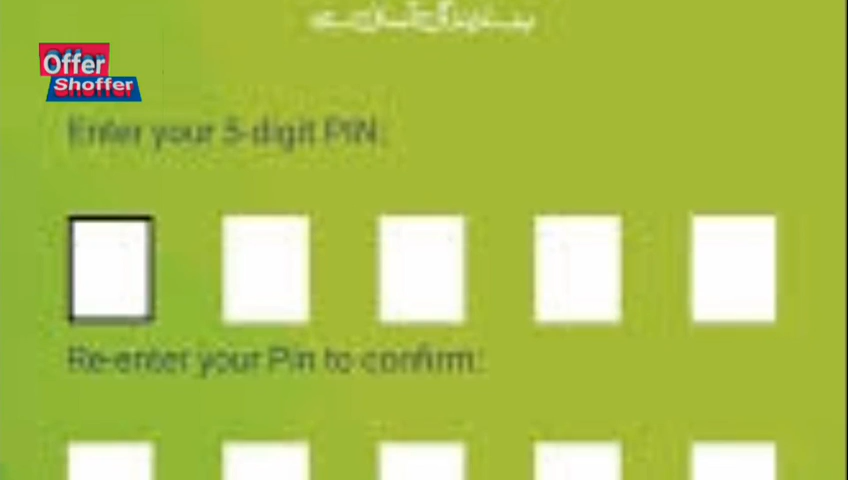 Offer
Shoffer
Enter your 5-digit PIN:
Re-enter your Pin to confirm: